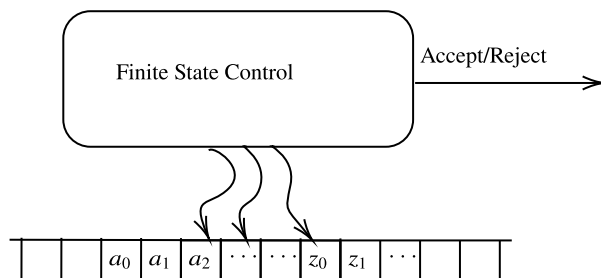 Accept/Reject
Finite State Control
a₀ a₁ a₂ ··· ··· z₀ z₁ ···